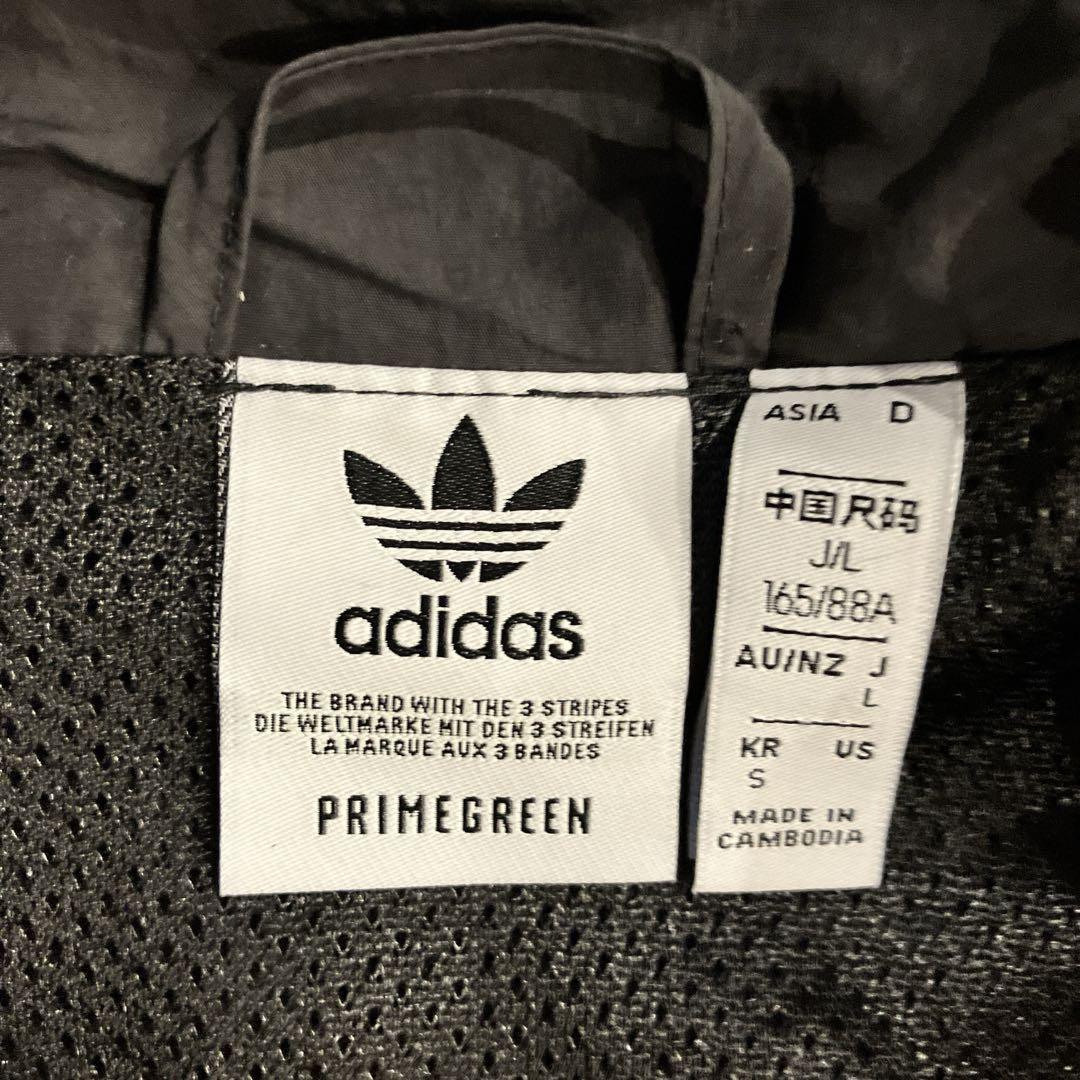 adidas
THE BRAND WITH THE 3 STRIPES
DIE WELTMARKE MIT DEN 3 STREIFEN
LA MARQUE AUX 3 BANDES
PRIMEGREEN
ASIA D
中国尺码
J/L
165/88A
AU/NZ J
L
KR US
S
MADE IN
CAMBODIA